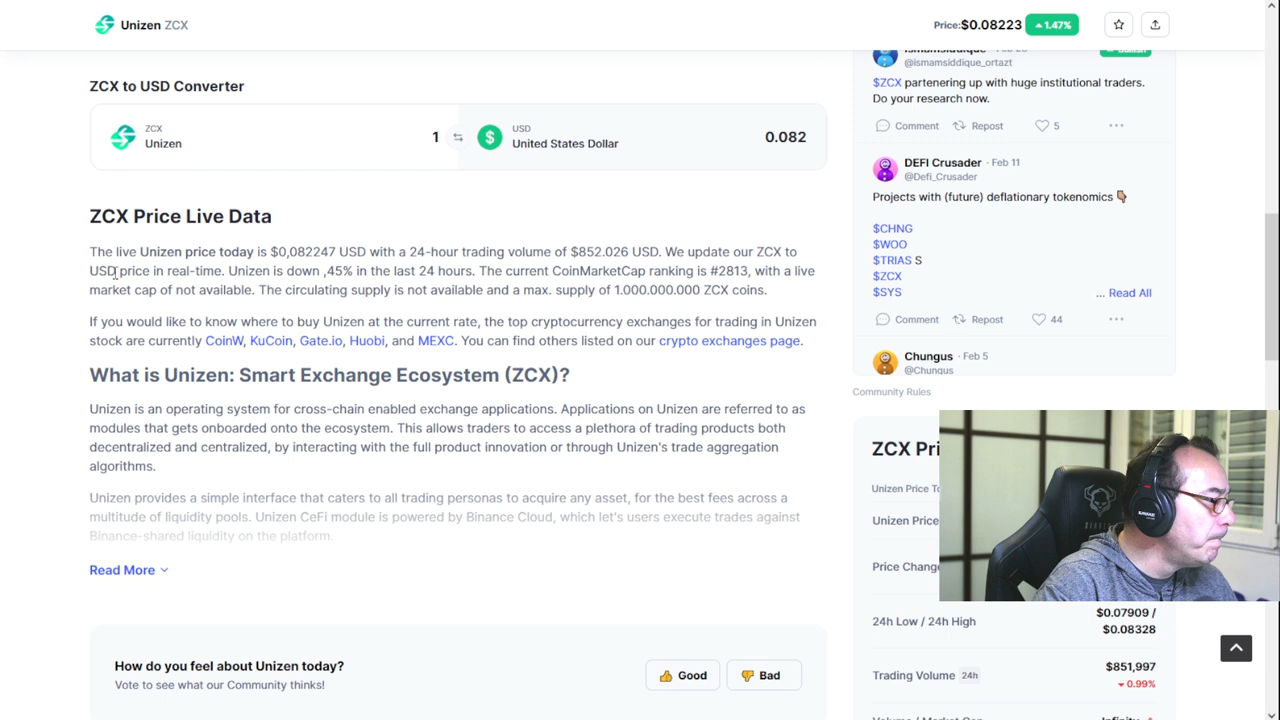 Unizen ZCX
Price: $0.08223 1.47%
ZCX to USD Converter
ZCX
Unizen
1
USD
United States Dollar
0.082
ZCX Price Live Data
The live Unizen price today is $0,082247 USD with a 24-hour trading volume of $852.026 USD. We update our ZCX to
USD price in real-time. Unizen is down ,45% in the last 24 hours. The current CoinMarketCap ranking is #2813, with a live
market cap of not available. The circulating supply is not available and a max. supply of 1.000.000.000 ZCX coins.
If you would like to know where to buy Unizen at the current rate, the top cryptocurrency exchanges for trading in Unizen
stock are currently CoinW, KuCoin, Gate.io, Huobi, and MEXC. You can find others listed on our crypto exchanges page.
What is Unizen: Smart Exchange Ecosystem (ZCX)?
Unizen is an operating system for cross-chain enabled exchange applications. Applications on Unizen are referred to as
modules that gets onboarded onto the ecosystem. This allows traders to access a plethora of trading products both
decentralized and centralized, by interacting with the full product innovation or through Unizen's trade aggregation
algorithms.
Unizen provides a simple interface that caters to all trading personas to acquire any asset, for the best fees across a
multitude of liquidity pools. Unizen CeFi module is powered by Binance Cloud, which let's users execute trades against
Binance-shared liquidity on the platform.
Read More
How do you feel about Unizen today?
Vote to see what our Community thinks!
Good
Bad
@ismamsiddique_ortazt
$ZCX partenering up with huge institutional traders.
Do your research now.
Comment Repost 5 ...
DEFI Crusader · Feb 11
@Defi_Crusader
Projects with (future) deflationary tokenomics
$CHNG
$WOO
$TRIAS S
$ZCX
$SYS ... Read All
Comment Repost 44 ...
Chungus · Feb 5
@Chungus
Community Rules
ZCX Pri
Unizen Price To
Unizen Price
Price Chang
24h Low / 24h High
$0.07909 /
$0.08328
Trading Volume 24h
$851,997
0.99%